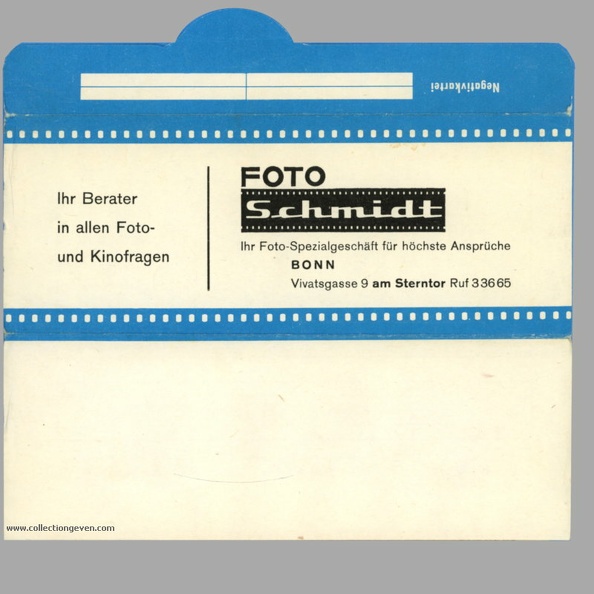 Negativkartei
Ihr Berater
in allen Foto-
und Kinofragen
FOTO
Schmidt
Ihr Foto-Spezialgeschäft für höchste Ansprüche
BONN
Vivatsgasse 9 am Sterntor Ruf 33665
www.collectiongeven.com